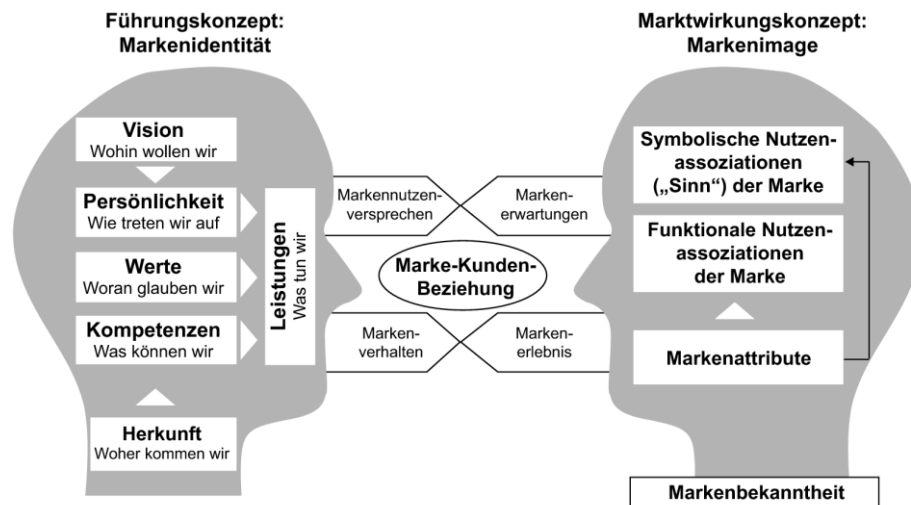 Führungskonzept:
Markenidentität
Vision
Wohin wollen wir
Persönlichkeit
Wie treten wir auf
Werte
Woran glauben wir
Kompetenzen
Was können wir
Herkunft
Woher kommen wir
Leistungen
Was tun wir
Markennutzen-
versprechen
Marken-
erwartungen
Marke-Kunden-
Beziehung
Marken-
verhalten
Marken-
erlebnis
Marktwirkungskonzept:
Markenimage
Symbolische Nutzen-
assoziationen
(„Sinn“) der Marke
Funktionale Nutzen-
assoziationen
der Marke
Markenattribute
Markenbekanntheit